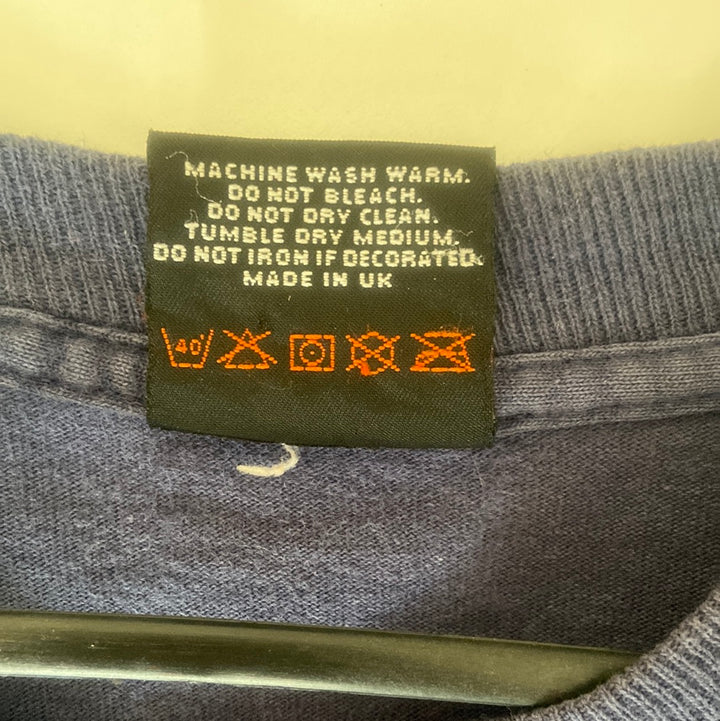 MACHINE WASH WARM.
DO NOT BLEACH.
DO NOT DRY CLEAN.
TUMBLE DRY MEDIUM.
DO NOT IRON IF DECORATED.
MADE IN UK
40